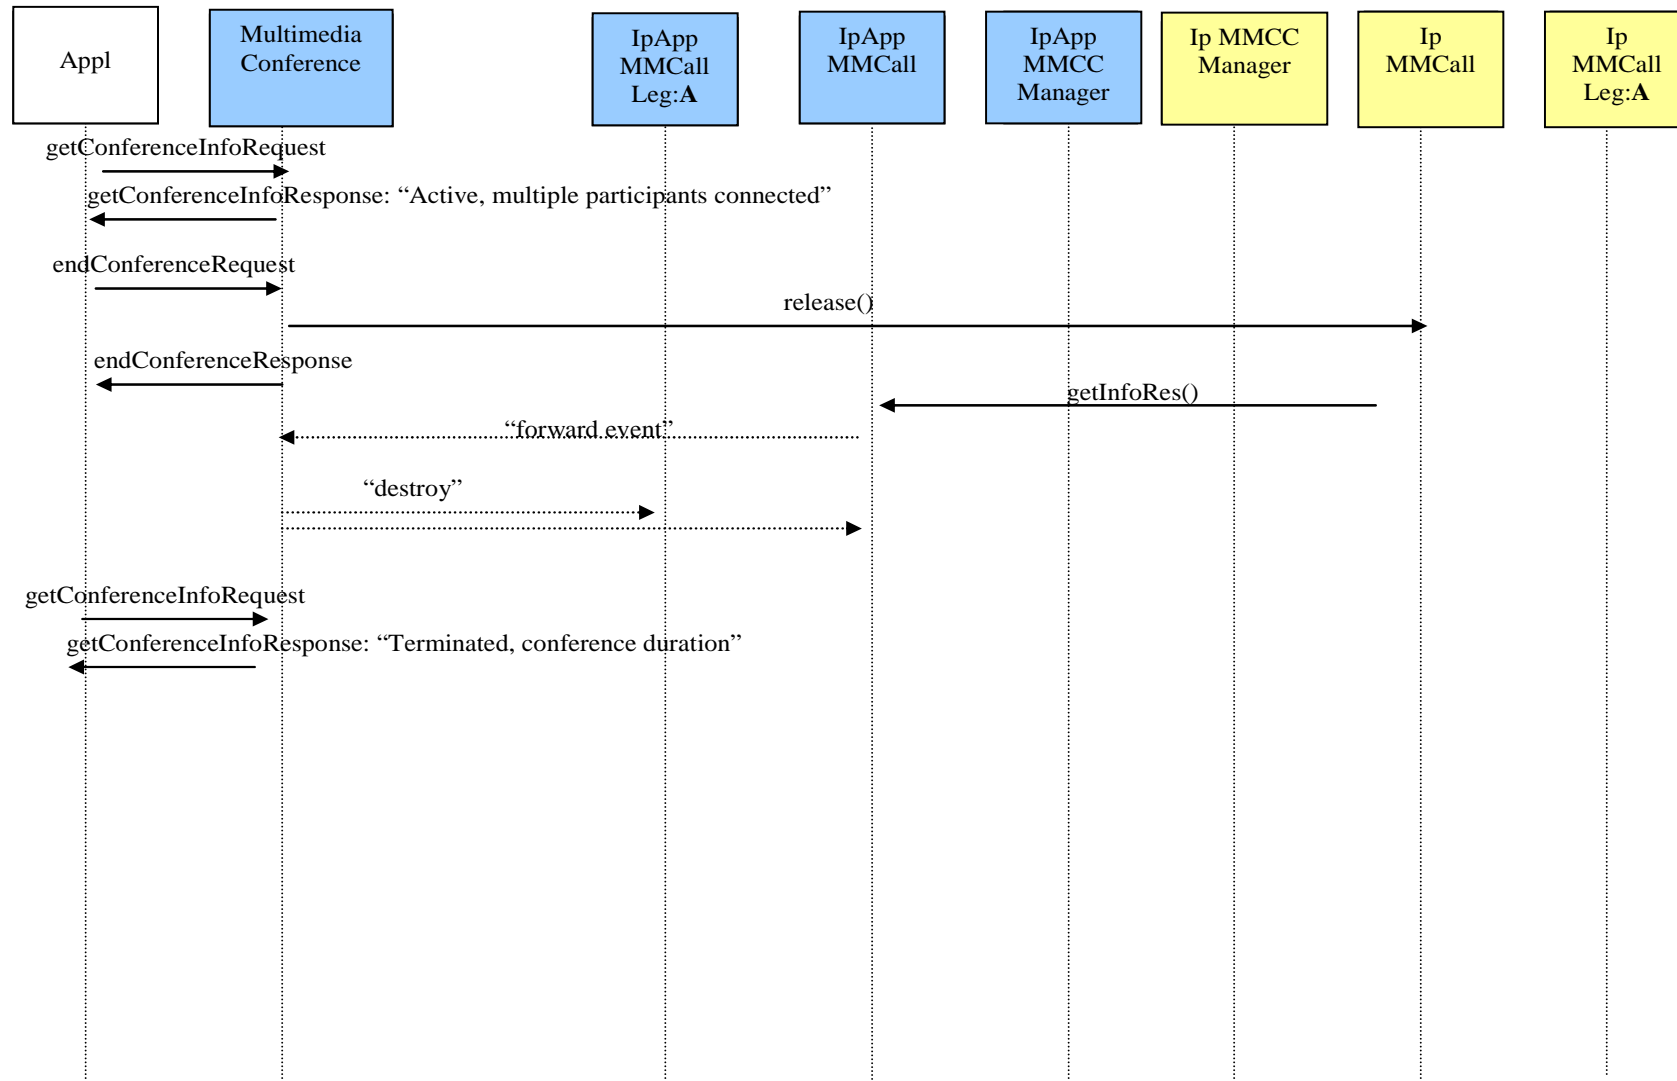 Appl
Multimedia
Conference
IpApp
MMCall
Leg:A
IpApp
MMCall
IpApp
MMCC
Manager
Ip MMCC
Manager
Ip
MMCall
Ip
MMCall
Leg:A
getConferenceInfoRequest
getConferenceInfoResponse: “Active, multiple participants connected”
endConferenceRequest
release()
endConferenceResponse
getInfoRes()
“forward event”
“destroy”
getConferenceInfoRequest
getConferenceInfoResponse: “Terminated, conference duration”